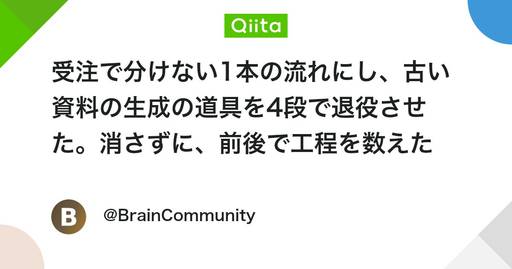 Qiita
受注で分けない1本の流れにし、古い
資料の生成の道具を4段で退役させ
た。消さずに、前後で工程を数えた
B
@BrainCommunity